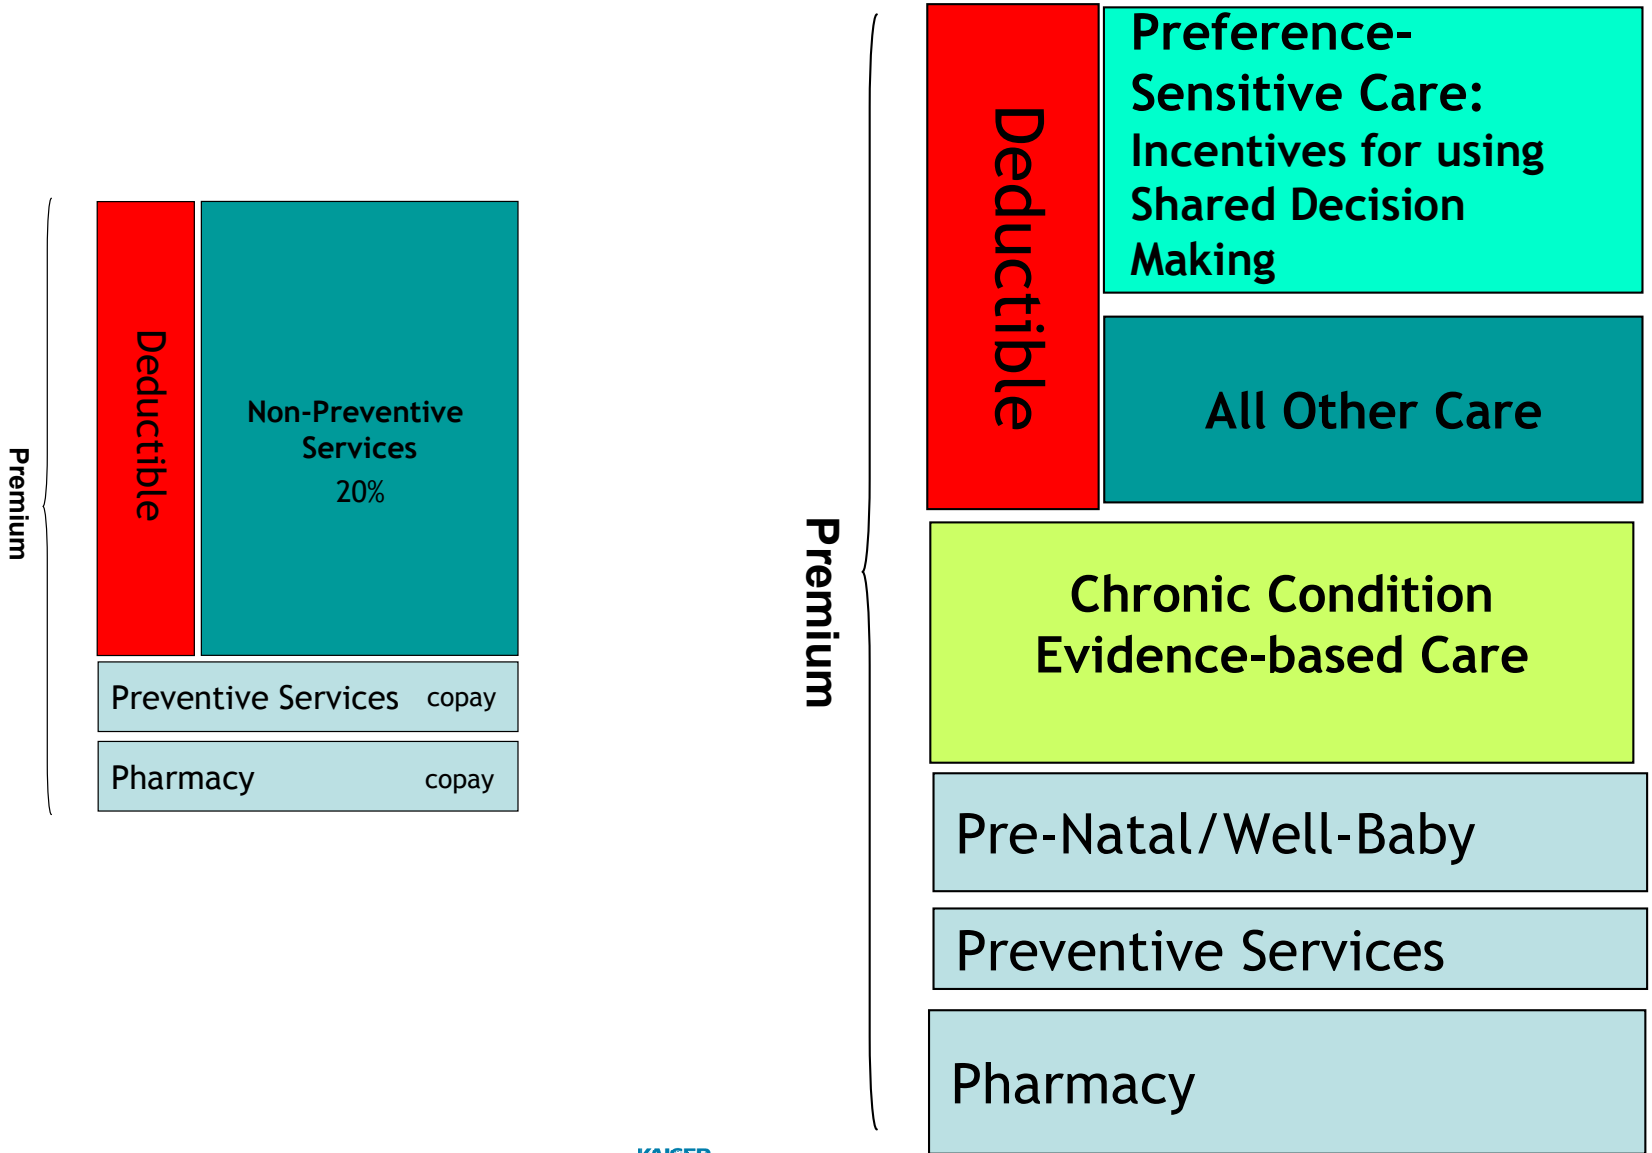 Premium
Deductible
Non-Preventive
Services
20%
Preventive Services copay
Pharmacy copay
Premium
Deductible
Preference-
Sensitive Care:
Incentives for using
Shared Decision
Making
All Other Care
Chronic Condition
Evidence-based Care
Pre-Natal/Well-Baby
Preventive Services
Pharmacy
KAISER